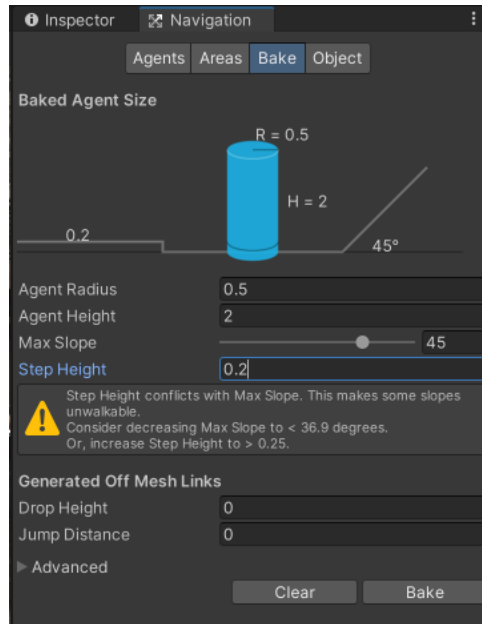 Inspector Navigation
Agents Areas Bake Object
Baked Agent Size
R = 0.5
H = 2
0.2
45°
Agent Radius 0.5
Agent Height 2
Max Slope 45
Step Height 0.2
Step Height conflicts with Max Slope. This makes some slopes
unwalkable.
Consider decreasing Max Slope to < 36.9 degrees.
Or, increase Step Height to > 0.25.
Generated Off Mesh Links
Drop Height 0
Jump Distance 0
Advanced
Clear Bake